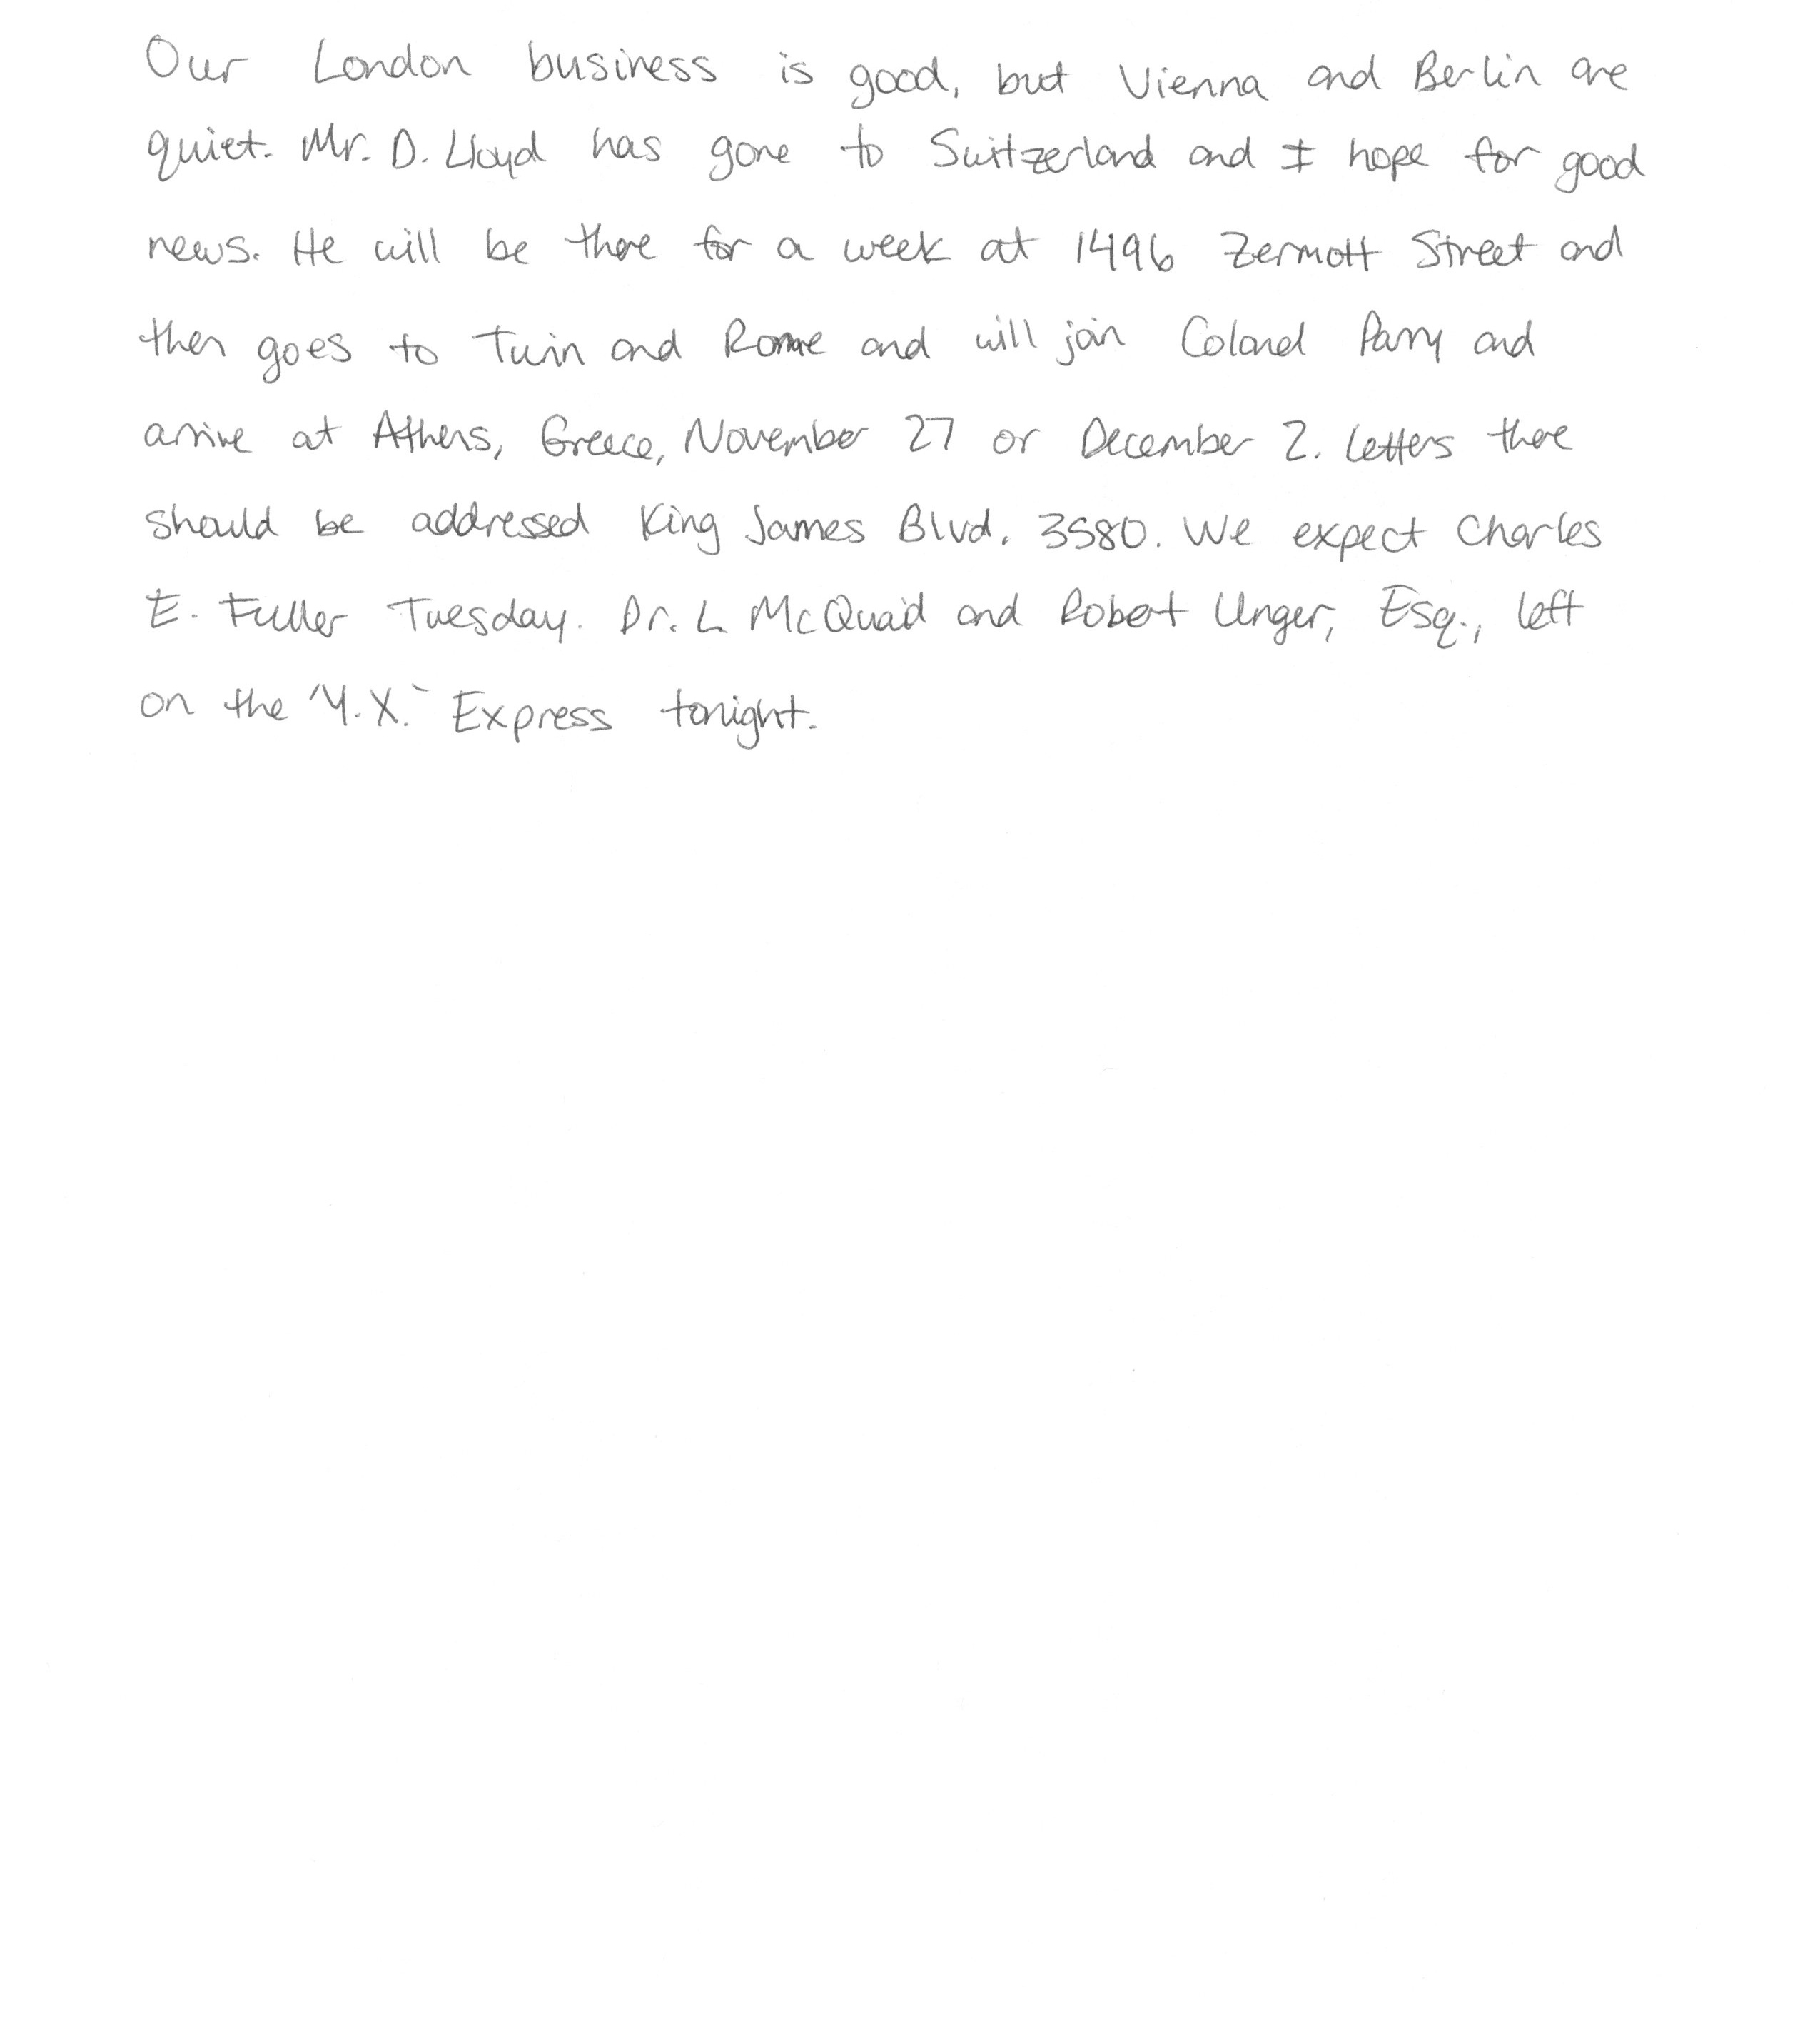 Our London business is good, but Vienna and Berlin are
quiet. Mr. D. Lloyd has gone to Switzerland and I hope for good
news. He will be there for a week at 1496 Zermott Street and
then goes to Turin and Rome and will join Colonel Parry and
arrive at Athens, Greece, November 27 or December 2. Letters there
should be addressed King James Blvd. 3580. We expect Charles
E. Fuller Tuesday. Dr. L McQuaid and Robert Unger, Esq., left
on the "Y.X." Express tonight.